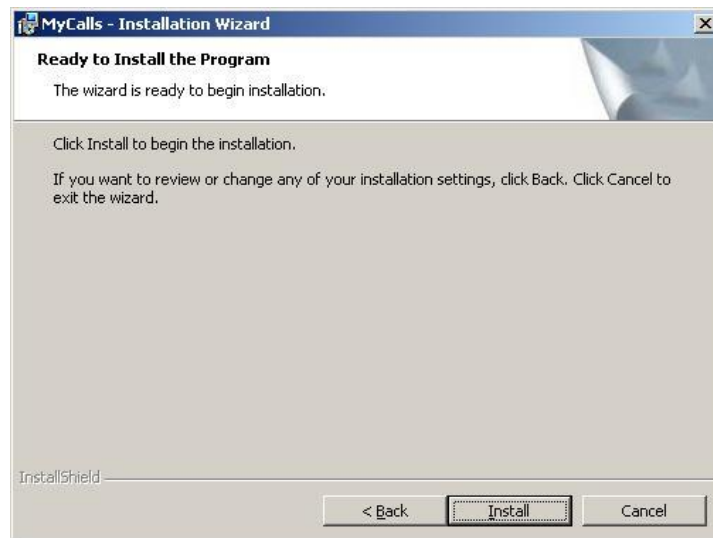 MyCalls - Installation Wizard
Ready to Install the Program
The wizard is ready to begin installation.
Click Install to begin the installation.
If you want to review or change any of your installation settings, click Back. Click Cancel to
exit the wizard.
InstallShield
< Back
Install
Cancel